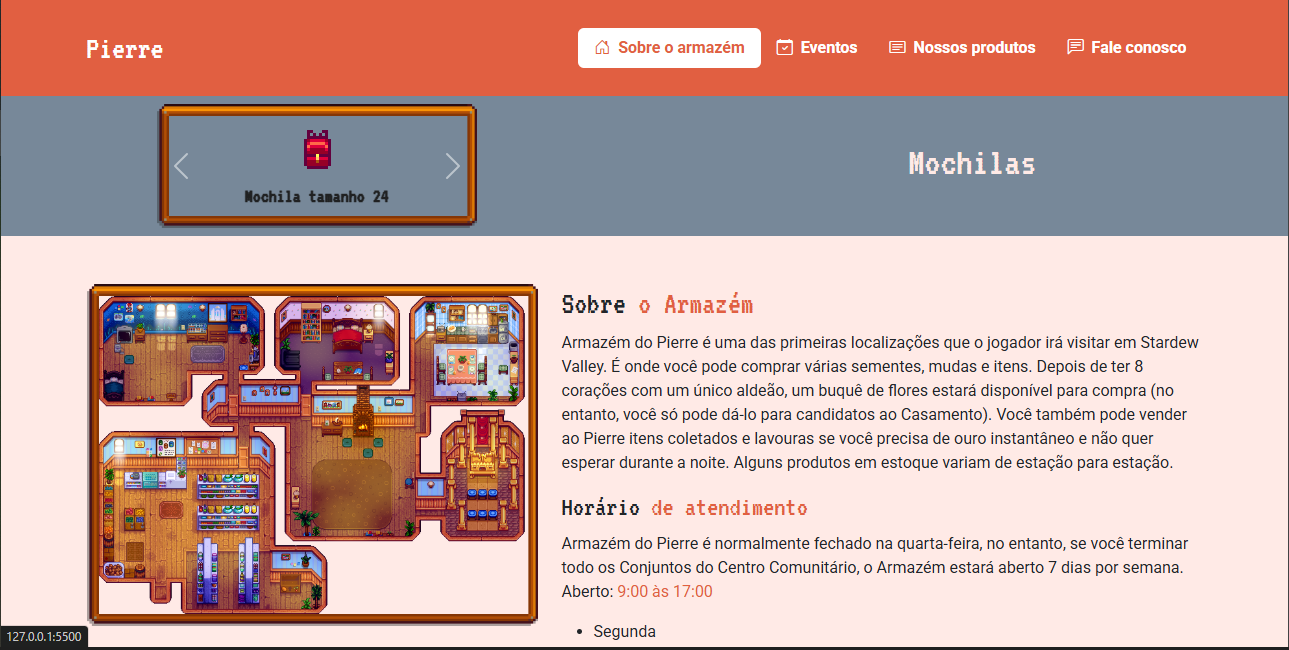 Pierre
Sobre o armazém
Eventos
Nossos produtos
Fale conosco
Mochila tamanho 24
Mochilas
Sobre o Armazém
Armazém do Pierre é uma das primeiras localizações que o jogador irá visitar em Stardew
Valley. É onde você pode comprar várias sementes, mudas e itens. Depois de ter 8
corações com um único aldeão, um buquê de flores estará disponível para compra (no
entanto, você só pode dá-lo para candidatos ao Casamento). Você também pode vender
ao Pierre itens coletados e lavouras se você precisa de ouro instantâneo e não quer
esperar durante a noite. Alguns produtos em estoque variam de estação para estação.
Horário de atendimento
Armazém do Pierre é normalmente fechado na quarta-feira, no entanto, se você terminar
todo os Conjuntos do Centro Comunitário, o Armazém estará aberto 7 dias por semana.
Aberto: 9:00 às 17:00
• Segunda
127.0.0.1:5500